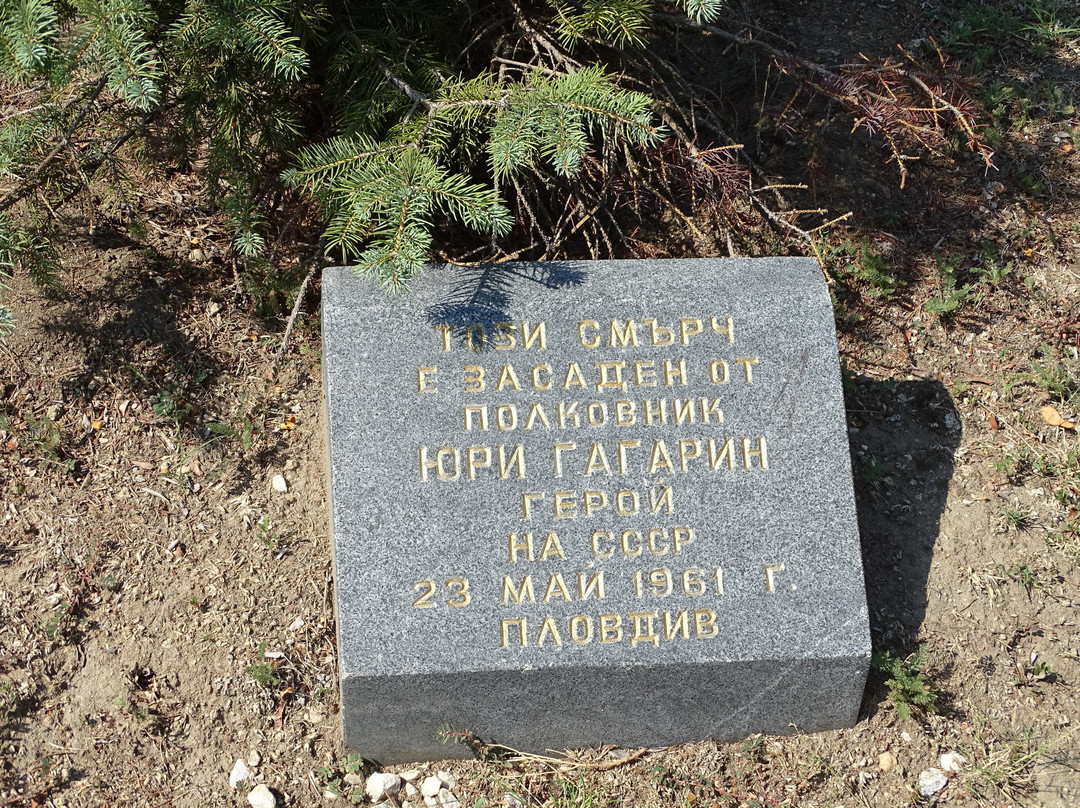 ТОЗИ СМЪРЧ
Е ЗАСАДЕН ОТ
ПОЛКОВНИК
ЮРИ ГАГАРИН
ГЕРОЙ
НА СССР
23 МАЙ 1961 Г.
ПЛОВДИВ